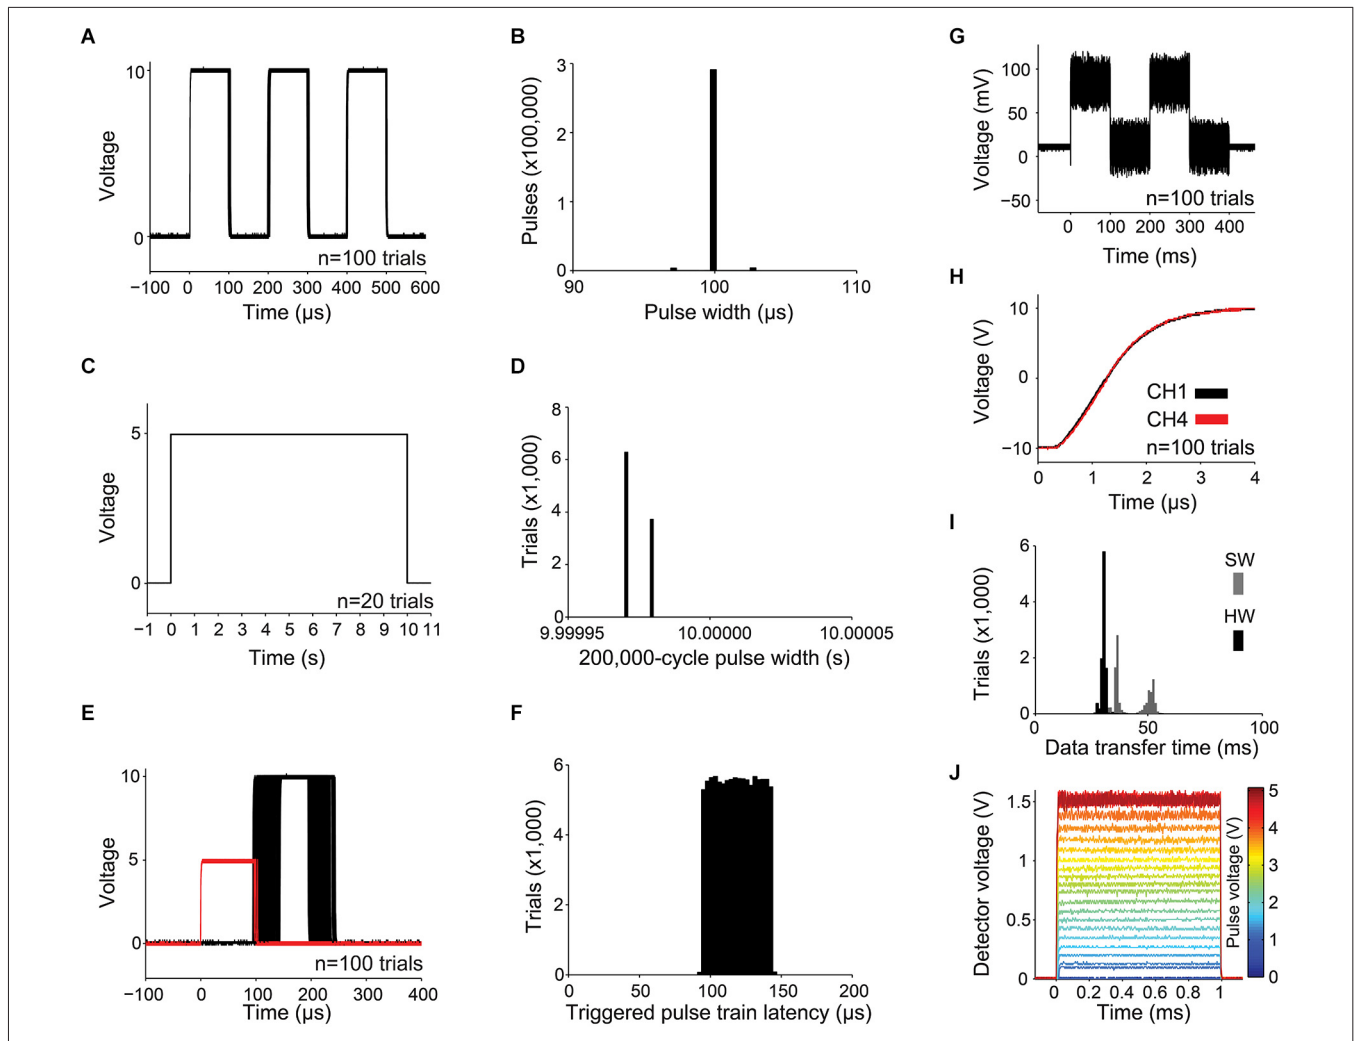 A
10
0
Voltage
n=100 trials
−100 0 100 200 300 400 500 600
Time (µs)
B
3
2
1
0
Pulses (x100,000)
90 100 110
Pulse width (µs)
C
5
0
Voltage
n=20 trials
−1 0 1 2 3 4 5 6 7 8 9 10 11
Time (s)
D
8
6
4
2
0
Trials (x1,000)
9.99995 10.00000 10.00005
200,000-cycle pulse width (s)
E
10
5
0
Voltage
n=100 trials
−100 0 100 200 300 400
Time (µs)
F
6
4
2
0
Trials (x1,000)
0 50 100 150 200
Triggered pulse train latency (µs)
G
100
50
0
−50
Voltage (mV)
n=100 trials
0 100 200 300 400
Time (ms)
H
10
0
−10
Voltage (V)
CH1
CH4
n=100 trials
0 1 2 3 4
Time (µs)
I
6
4
2
0
Trials (x1,000)
SW
HW
0 50 100
Data transfer time (ms)
J
1.5
1
0.5
0
Detector voltage (V)
0 0.2 0.4 0.6 0.8 1
Time (ms)
Pulse voltage (V)
5
4
3
2
1
0